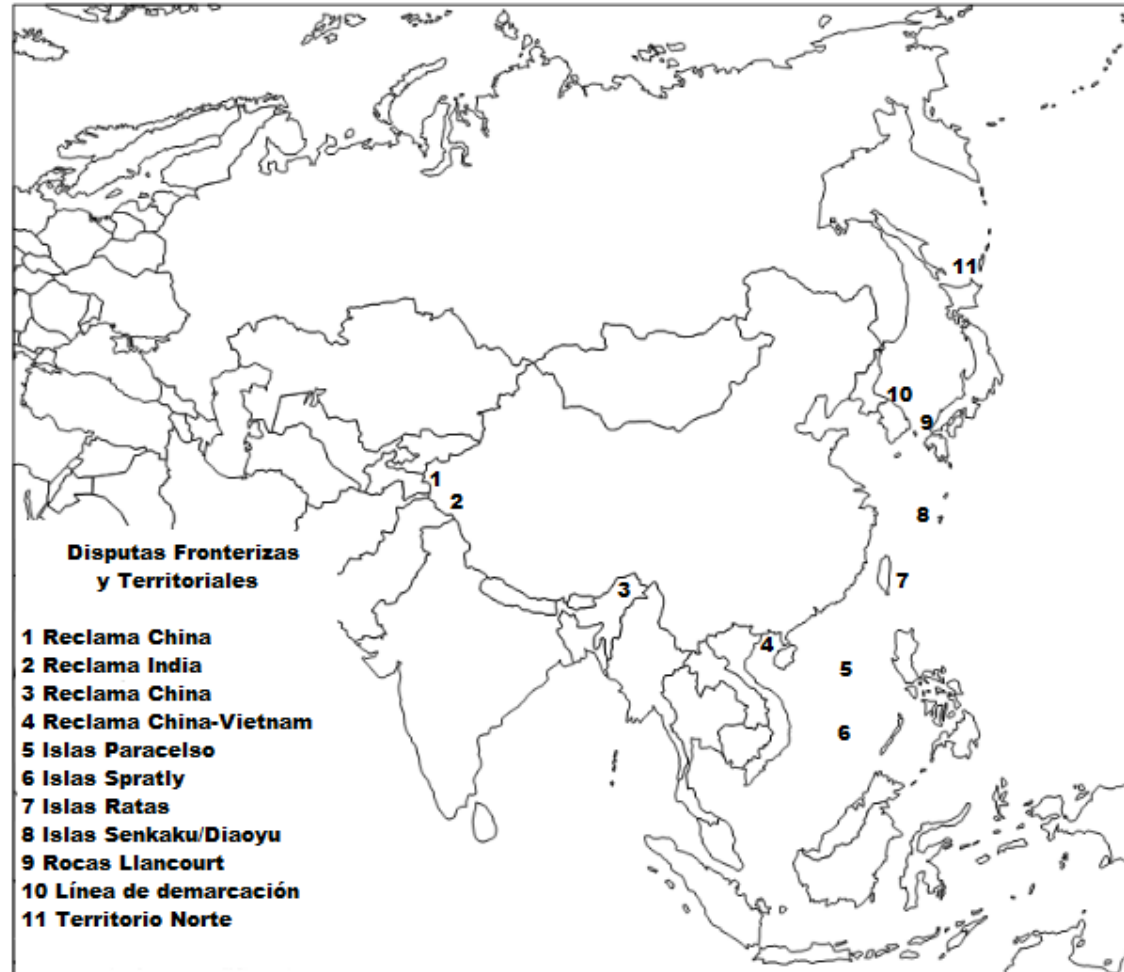 11
10
9
1
2
8
Disputas Fronterizas
y Territoriales
3
7
1 Reclama China
2 Reclama India
3 Reclama China
4 Reclama China-Vietnam
5 Islas Paracelso
6 Islas Spratly
7 Islas Ratas
8 Islas Senkaku/Diaoyu
9 Rocas Llancourt
10 Línea de demarcación
11 Territorio Norte
4
5
6